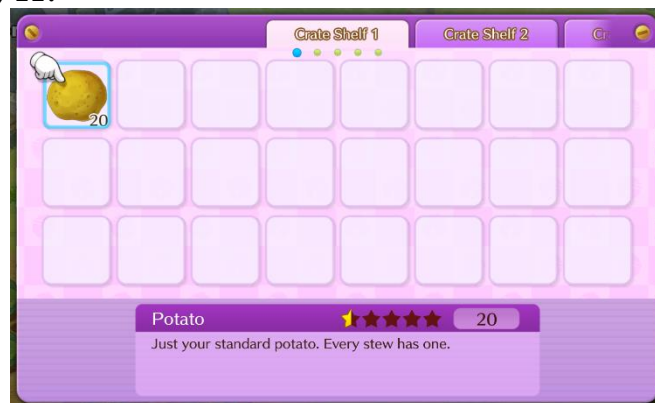 Crate Shelf 1
Crate Shelf 2
20
Potato
20
Just your standard potato. Every stew has one.